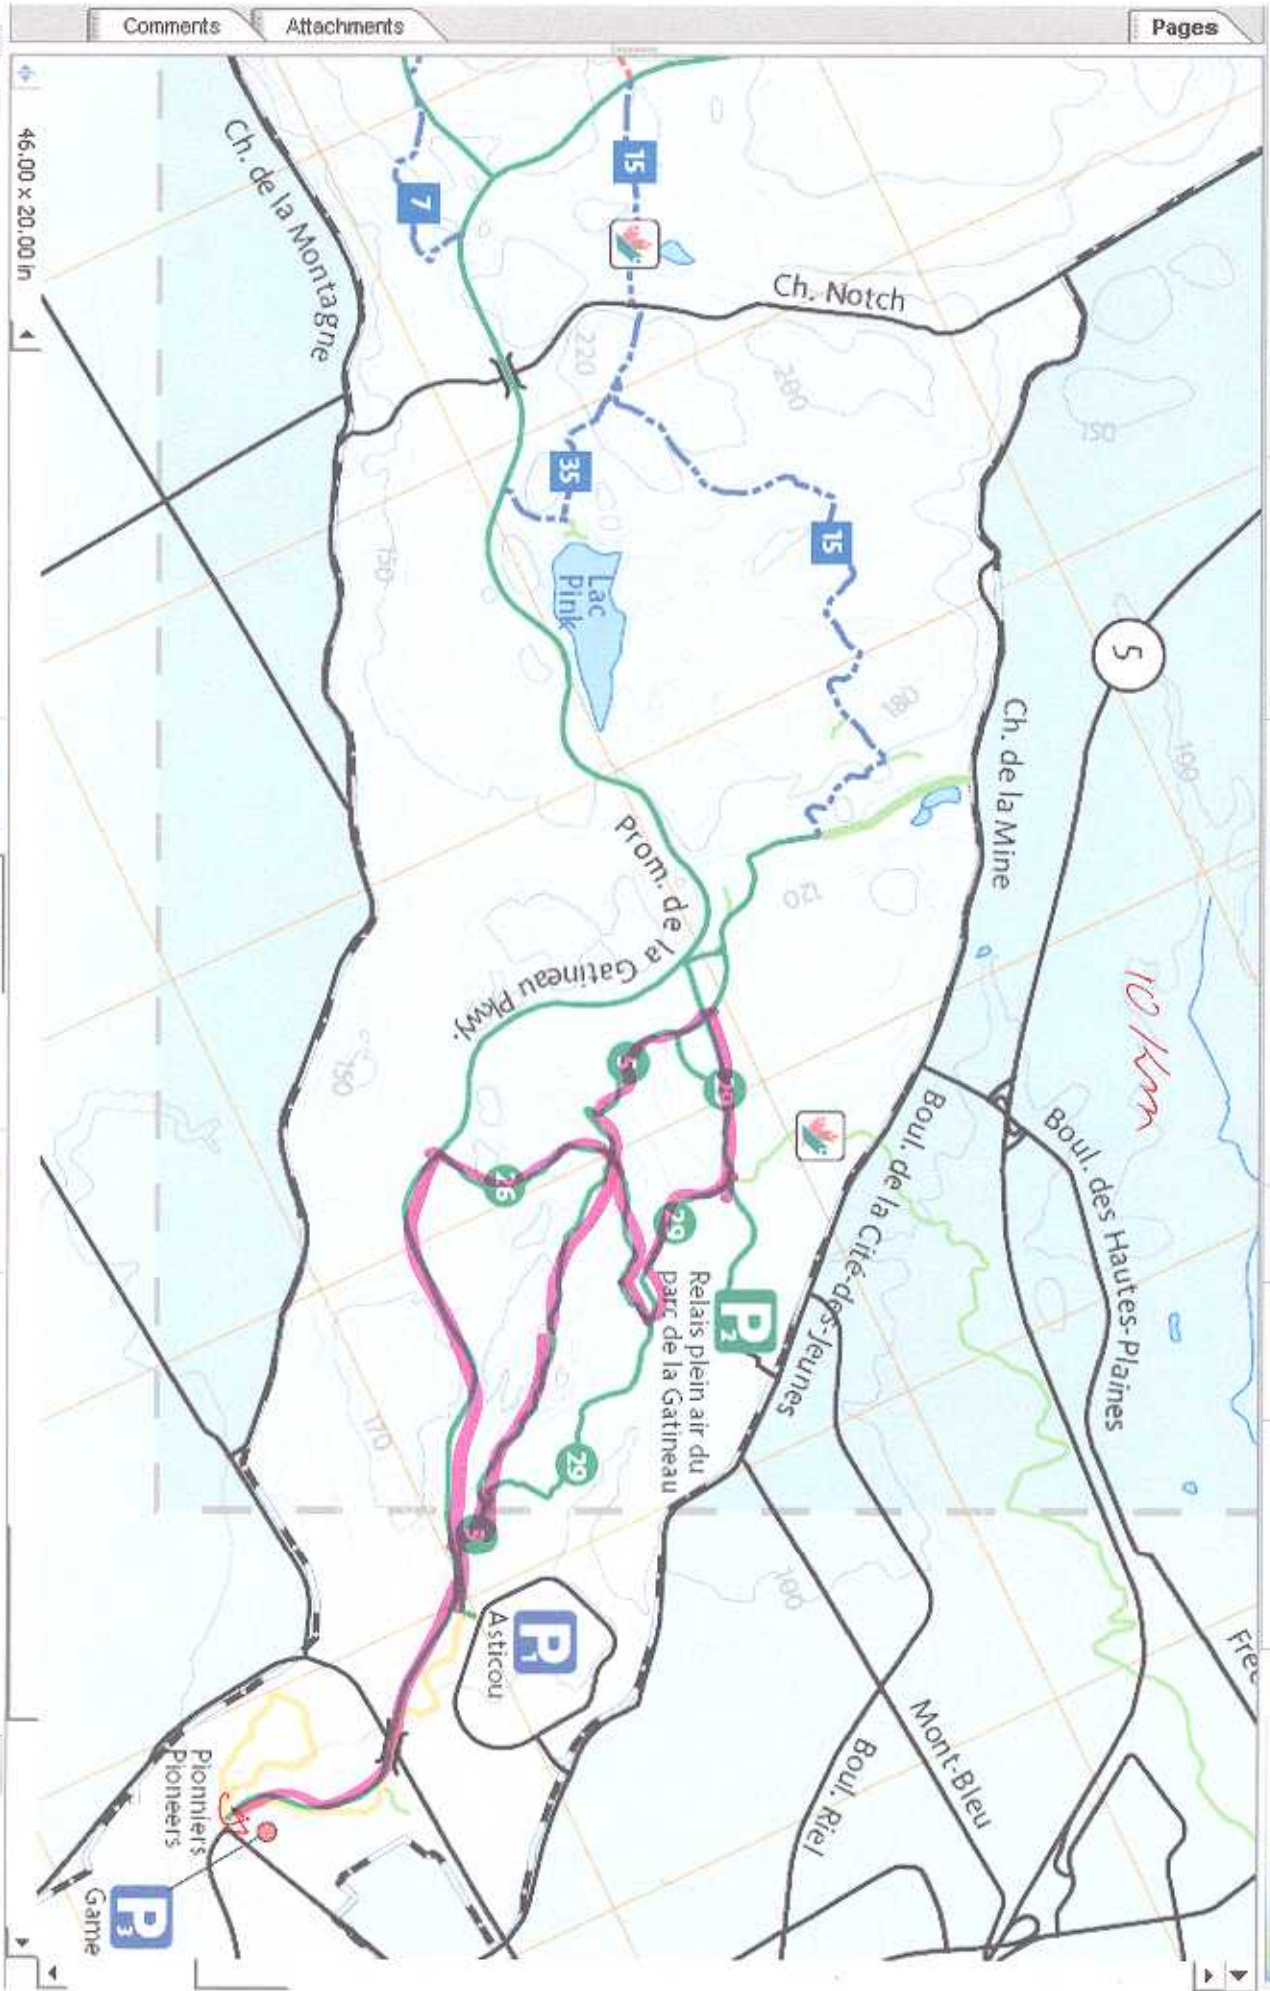 Comments
Attachments
Pages
46.00 x 20.00 in
Ch. de la Montagne
15
7
Ch. Notch
220
200
150
35
15
Lac
Pink
150
5
180
190
Ch. de la Mine
Prom. de la Gatineau Pkwy.
120
10 Km
150
5
29
26
29
Boul. de la Cité-des-Jeunes
Boul. des Hautes-Plaines
P2
Relais plein air du
parc de la Gatineau
29
170
5
100
P1
Asticou
Mont-Bleu
Boul. Riel
Pionniers
Pioneers
P3
Game